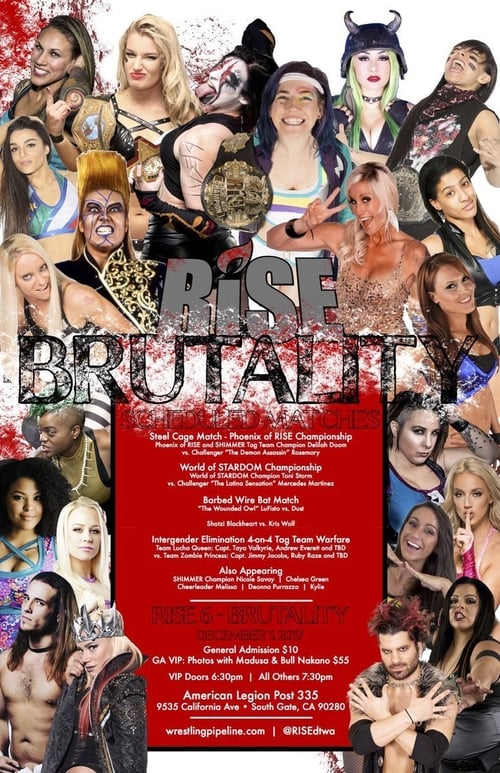 RiSE
BRUTALITY
SCHEDULED MATCHES
Steel Cage Match - Phoenix of RISE Championship
Phoenix of RISE and SHIMMER Tag Team Champion Delilah Doom
vs. Challenger "The Demon Assassin" Rosemary
World of STARDOM Championship
World of STARDOM Champion Toni Storm
vs. Challenger "The Latina Sensation" Mercedes Martinez
Barbed Wire Bat Match
"The Wounded Owl" LuFisto vs. Dust
Shotzi Blackheart vs. Kris Wolf
Intergender Elimination 4-on-4 Tag Team Warfare
Team Lucha Queen: Capt. Taya Valkyrie, Andrew Everett and TBD
vs. Team Zombie Princess: Capt. Jimmy Jacobs, Ruby Raze and TBD
Also Appearing
SHIMMER Champion Nicole Savoy | Chelsea Green
Cheerleader Melissa | Deonna Purrazzo | Kylie
RISE 6 - BRUTALITY
DECEMBER 1, 2017
General Admission $10
GA VIP: Photos with Madusa & Bull Nakano $55
VIP Doors 6:30pm | All Others 7:30pm
American Legion Post 335
9535 California Ave • South Gate, CA 90280
wrestlingpipeline.com | @RISEdtwa